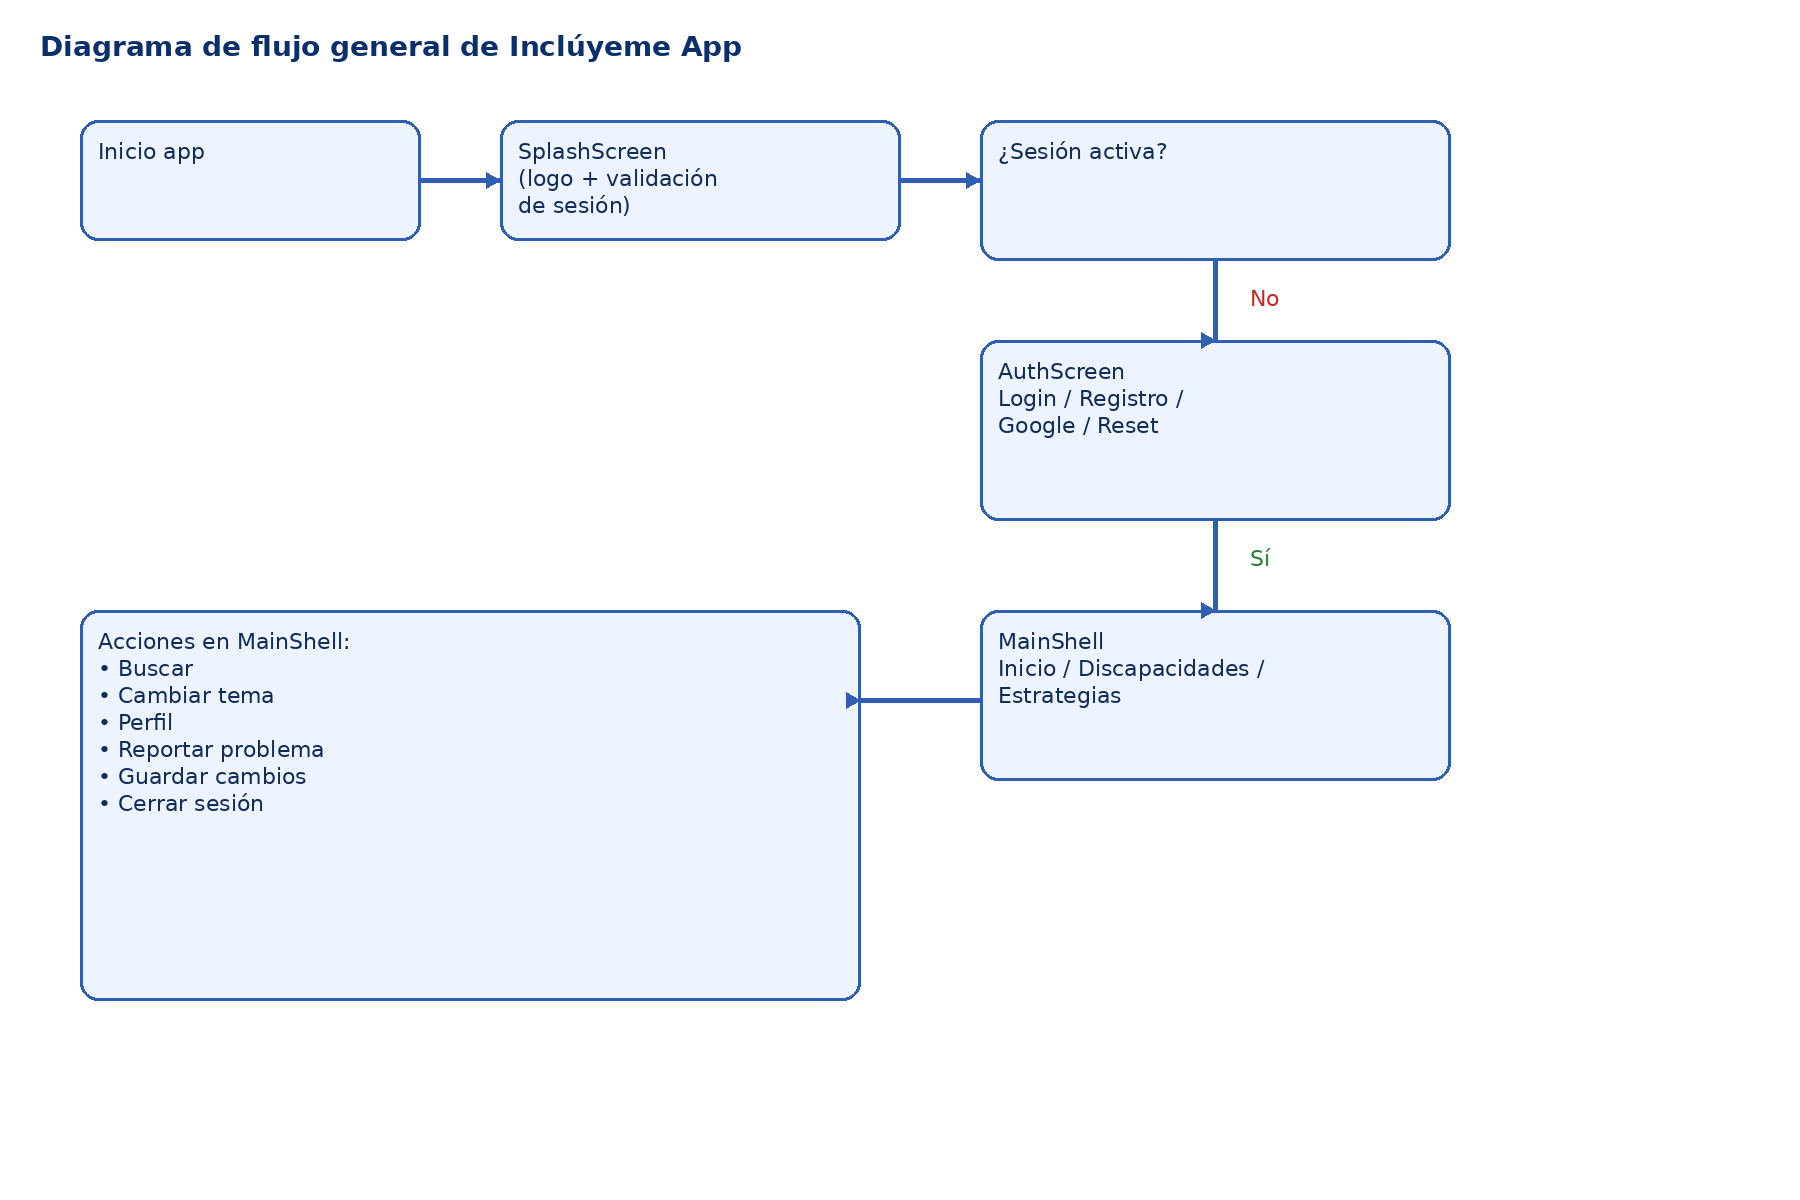 Diagrama de flujo general de Inclúyeme App
Inicio app
SplashScreen
(logo + validación
de sesión)
¿Sesión activa?
No
AuthScreen
Login / Registro /
Google / Reset
Sí
MainShell
Inicio / Discapacidades /
Estrategias
Acciones en MainShell:
• Buscar
• Cambiar tema
• Perfil
• Reportar problema
• Guardar cambios
• Cerrar sesión